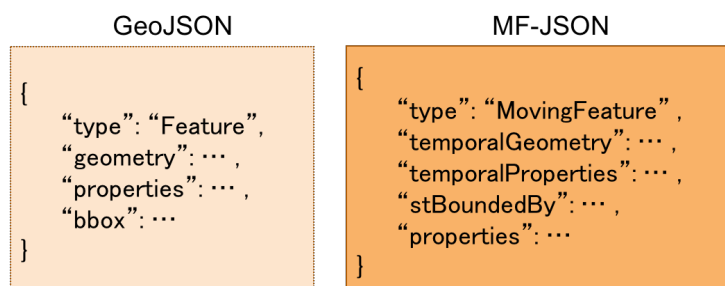 GeoJSON
{
“type”: “Feature”,
“geometry”: ··· ,
“properties”: ··· ,
“bbox”: ···
}
MF-JSON
{
“type”: “MovingFeature” ,
“temporalGeometry”: ··· ,
“temporalProperties”: ··· ,
“stBoundedBy”: ··· ,
“properties”: ···
}